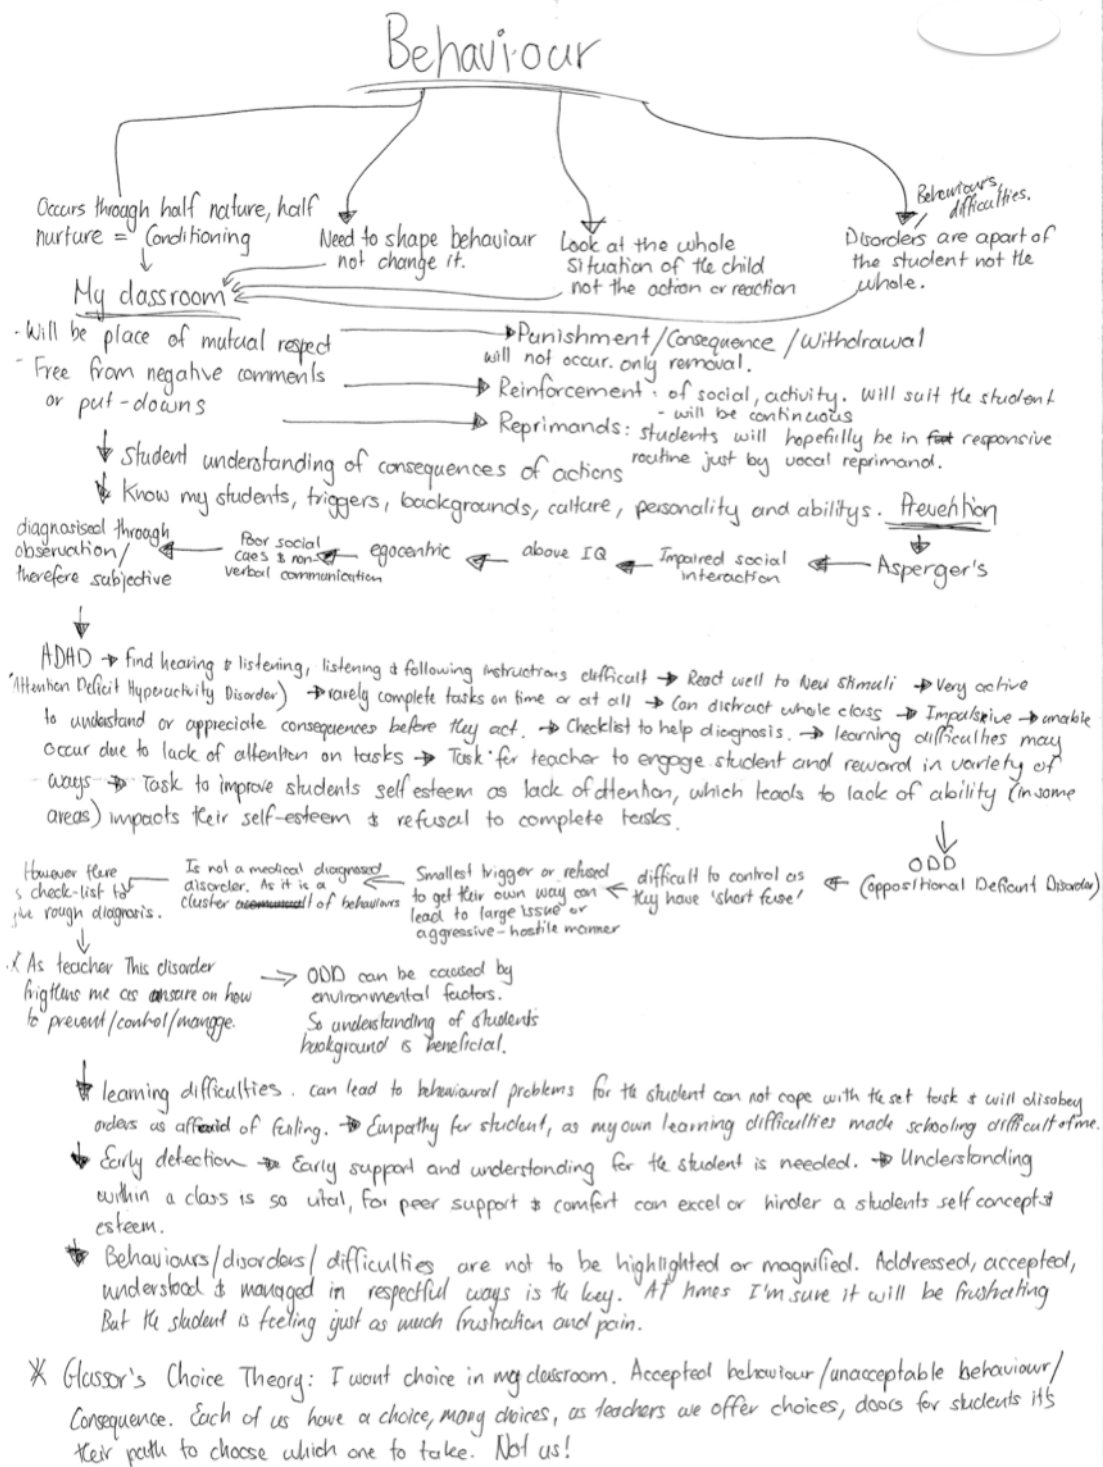 Behaviour
Occurs through half nature, half
nurture = Conditioning
Need to shape behaviour
not change it.
Look at the whole
situation of the child
not the action or reaction
Behaviours,
difficulties.
Disorders are apart of
the student not the
whole.
My classroom
- Will be place of mutual respect
- Free from negative comments
or put-downs
Punishment/Consequence/Withdrawal
will not occur. only removal.
Reinforcement: of social, activity. Will suit the student
- will be continuous
Reprimands: students will hopefully be in responsive
routine just by vocal reprimand.
Student understanding of consequences of actions
Know my students, triggers, backgrounds, culture, personality and abilitys. Prevention
Asperger's
Impaired social
interaction
above IQ
egocentric
Poor social
cues & non-
verbal communication
diagnosised through
observation/
therefore subjective
ADHD → find hearing & listening, listening & following instructions difficult → React well to New Stimuli → Very active
(Attention Deficit Hyperactivity Disorder) → rarely complete tasks on time or at all → Can distract whole class → Impulsive → unable
to understand or appreciate consequences before they act. → Checklist to help diagnosis. → learning difficulties may
occur due to lack of attention on tasks → Task for teacher to engage student and reward in variety of
ways → Task to improve students self esteem as lack of attention, which leads to lack of ability (in some
areas) impacts their self-esteem & refusal to complete tasks.
ODD
(Oppositional Deficant Disorder)
difficult to control as
they have 'short fuse'
Smallest trigger or refused
to get their own way can
lead to large issue or
aggressive-hostile manner
Is not a medical diagnosed
disorder. As it is a
cluster of behaviours
However there
is check-list to
give rough diagnosis.
* As teacher This disorder
frigtens me as unsure on how
to prevent/control/manage.
→ ODD can be caused by
environmental factors.
So understanding of students
background is beneficial.
learning difficulties. can lead to behavioural problems for the student can not cope with the set task & will disobey
orders as affraid of failing. → Empathy for student, as my own learning difficulties made schooling difficult of me.
Early detection → Early support and understanding for the student is needed. → Understanding
within a class is so vital, for peer support & comfort can excel or hinder a students self concept &
esteem.
Behaviours/disorders/difficulties are not to be highlighted or magnified. Addressed, accepted,
understood & managed in respectful ways is the key. At times I'm sure it will be frustrating
But the student is feeling just as much frustration and pain.
* Glassor's Choice Theory: I want choice in my classroom. Accepted behaviour/unacceptable behaviour/
Consequence. Each of us have a choice, many choices, as teachers we offer choices, doors for students it's
their path to choose which one to take. Not us!